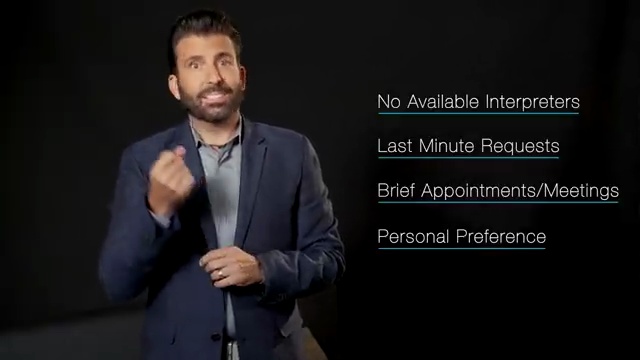 No Available Interpreters
Last Minute Requests
Brief Appointments/Meetings
Personal Preference